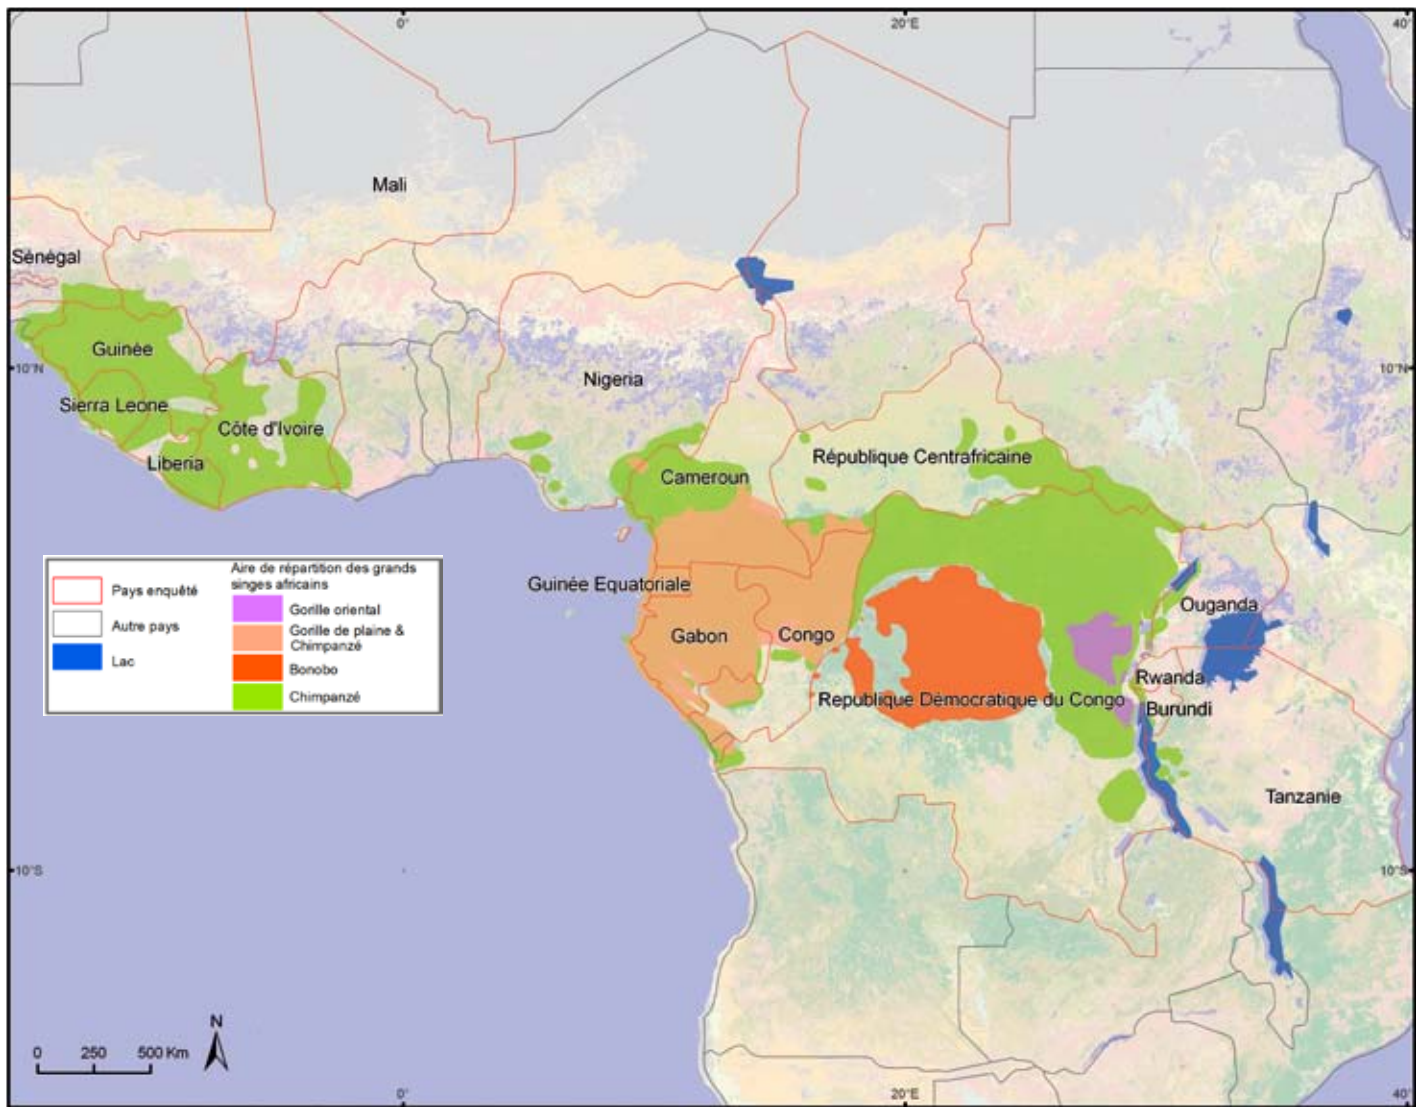 0°
20°E
40°
Mali
Sénégal
10°N
10°N
Guinée
Nigeria
Sierra Leone
Côte d'Ivoire
République Centrafricaine
Liberia
Cameroun
Aire de répartition des grands
singes africains
Pays enquêté
Autre pays
Lac
Gorille oriental
Gorille de plaine &
Chimpanzé
Bonobo
Chimpanzé
Guinée Equatoriale
Ouganda
Gabon
Congo
Rwanda
Republique Démocratique du Congo
Burundi
Tanzanie
10°S
10°S
N
0 250 500 Km
0°
20°E
40°